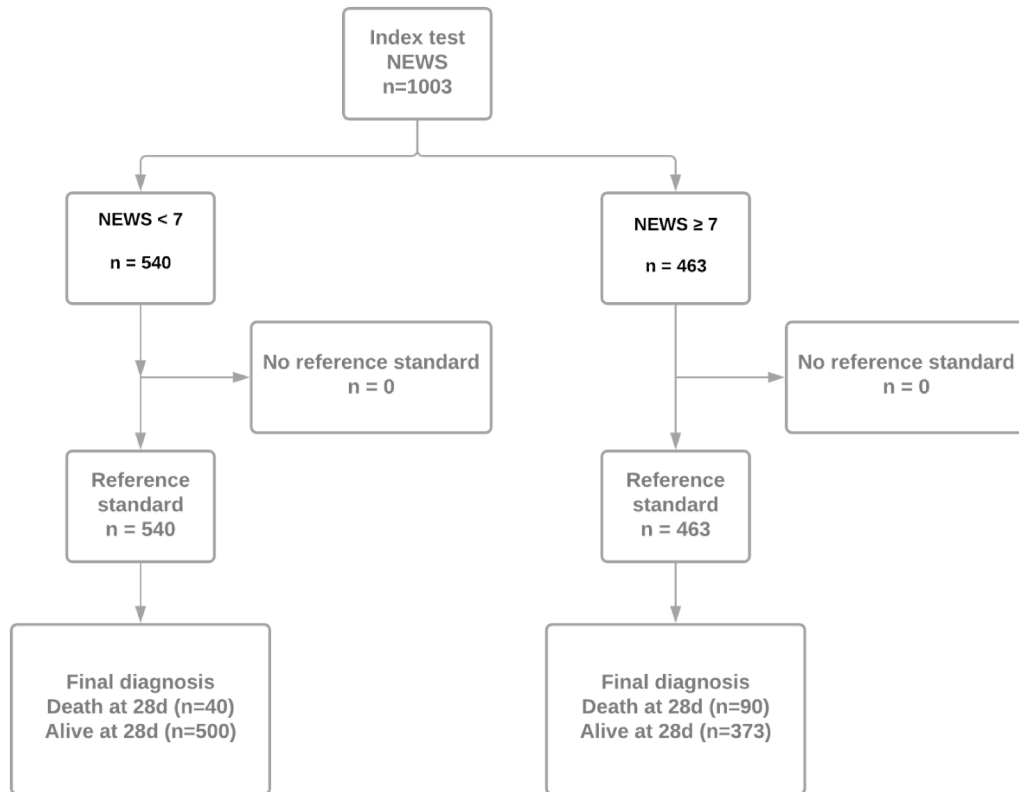 Index test
NEWS
n=1003
NEWS < 7
n = 540
NEWS ≥ 7
n = 463
No reference standard
n = 0
No reference standard
n = 0
Reference
standard
n = 540
Reference
standard
n = 463
Final diagnosis
Death at 28d (n=40)
Alive at 28d (n=500)
Final diagnosis
Death at 28d (n=90)
Alive at 28d (n=373)